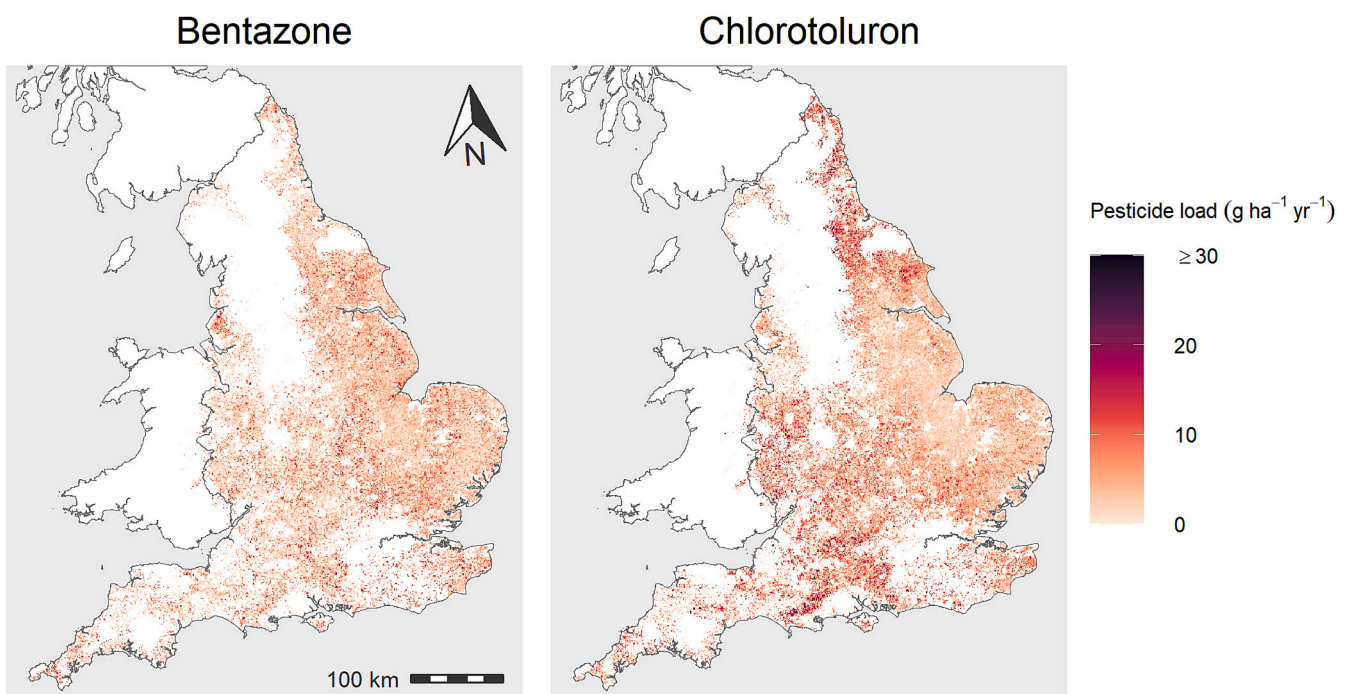 Bentazone
Chlorotoluron
N
Pesticide load (g ha⁻¹ yr⁻¹)
≥ 30
20
10
0
100 km